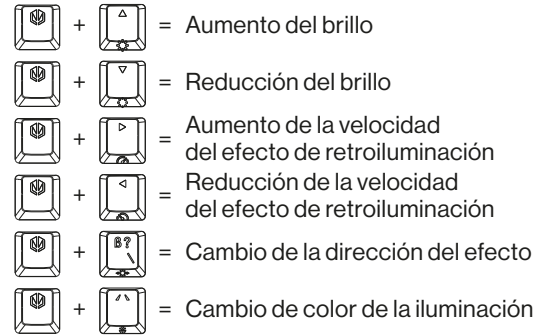 + = Aumento del brillo
+ = Reducción del brillo
+ = Aumento de la velocidad
del efecto de retroiluminación
+ = Reducción de la velocidad
del efecto de retroiluminación
+ ß ? \ = Cambio de la dirección del efecto
+ = Cambio de color de la iluminación